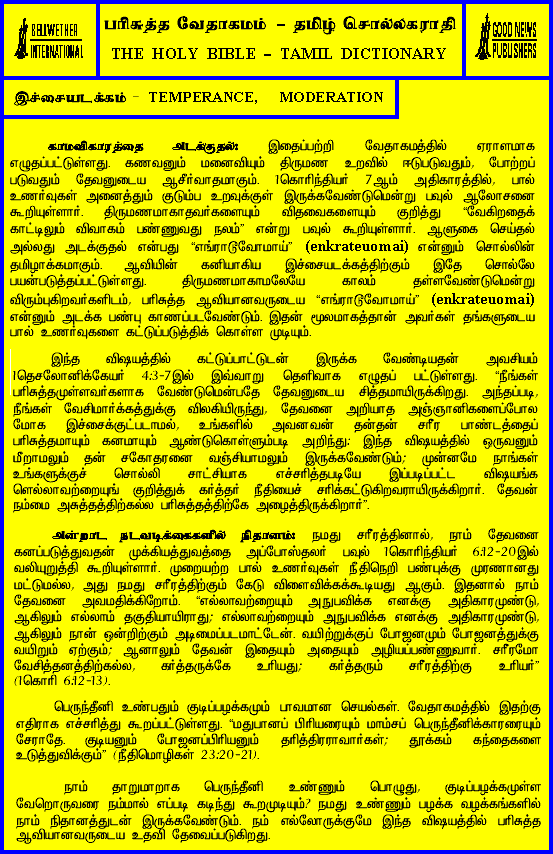 BELLWETHER
INTERNATIONAL
பரிசுத்த வேதாகமம் – தமிழ் சொல்லகராதி
THE HOLY BIBLE – TAMIL DICTIONARY
GOOD NEWS
PUBLISHERS
இச்சையடக்கம் – TEMPERANCE, MODERATION
காமவிகாரத்தை அடக்குதல்: இதைப்பற்றி வேதாகமத்தில் ஏராளமாக
எழுதப்பட்டுள்ளது. கணவனும் மனைவியும் திருமண உறவில் ஈடுபடுவதும், போற்றப்
படுவதும் தேவனுடைய ஆசீர்வாதமாகும். 1கொரிந்தியர் 7ஆம் அதிகாரத்தில், பால்
உணர்வுகள் அனைத்தும் குடும்ப உறவுக்குள் இருக்கவேண்டுமென்று பவுல் ஆலோசனை
கூறியுள்ளார். திருமணமாகாதவர்களையும் விதவைகளையும் குறித்து “வேகிறதைக்
காட்டிலும் விவாகம் பண்ணுவது நலம்” என்று பவுல் கூறியுள்ளார். ஆளுகை செய்தல்
அல்லது அடக்குதல் என்பது “எங்ராடூவோமாய்” (enkrateuomai) என்னும் சொல்லின்
தமிழாக்கமாகும். ஆவியின் கனியாகிய இச்சையடக்கத்திற்கும் இதே சொல்லே
பயன்படுத்தப்பட்டுள்ளது. திருமணமாகாமலேயே காலம் தள்ளவேண்டுமென்று
விரும்புகிறவர்களிடம், பரிசுத்த ஆவியானவருடைய “எங்ராடூவோமாய்” (enkrateuomai)
என்னும் அடக்க பண்பு காணப்படவேண்டும். இதன் மூலமாகத்தான் அவர்கள் தங்களுடைய
பால் உணர்வுகளை கட்டுப்படுத்திக் கொள்ள முடியும்.
இந்த விஷயத்தில் கட்டுப்பாட்டுடன் இருக்க வேண்டியதன் அவசியம்
1தெசலோனிக்கேயர் 4:3-7இல் இவ்வாறு தெளிவாக எழுதப் பட்டுள்ளது. “நீங்கள்
பரிசுத்தமுள்ளவர்களாக வேண்டுமென்பதே தேவனுடைய சித்தமாயிருக்கிறது. அந்தப்படி,
நீங்கள் வேசிமார்க்கத்துக்கு விலகியிருந்து, தேவனை அறியாத அஞ்ஞானிகளைப்போல
மோக இச்சைக்குட்படாமல், உங்களில் அவனவன் தன்தன் சரீர பாண்டத்தைப்
பரிசுத்தமாயும் கனமாயும் ஆண்டுகொள்ளும்படி அறிந்து; இந்த விஷயத்தில் ஒருவனும்
மீறாமலும் தன் சகோதரனை வஞ்சியாமலும் இருக்கவேண்டும்; முன்னமே நாங்கள்
உங்களுக்குச் சொல்லி சாட்சியாக எச்சரித்தபடியே இப்படிப்பட்ட விஷயங்க
ளெல்லாவற்றையுங் குறித்துக் கர்த்தர் நீதியைச் சரிக்கட்டுகிறவராயிருக்கிறார். தேவன்
நம்மை அசுத்தத்திற்கல்ல பரிசுத்தத்திற்கே அழைத்திருக்கிறார்”.
அன்றாட நடவடிக்கைகளில் நிதானம்: நமது சரீரத்தினால், நாம் தேவனை
கனப்படுத்துவதன் முக்கியத்துவத்தை அப்போஸ்தலர் பவுல் 1கொரிந்தியர் 6:12-20இல்
வலியுறுத்தி கூறியுள்ளார். முறையற்ற பால் உணர்வுகள் நீதிநெறி பண்புக்கு முரணானது
மட்டுமல்ல, அது நமது சரீரத்திற்கும் கேடு விளைவிக்கக்கூடியது ஆகும். இதனால் நாம்
தேவனை அவமதிக்கிறோம். “எல்லாவற்றையும் அநுபவிக்க எனக்கு அதிகாரமுண்டு,
ஆகிலும் எல்லாம் தகுதியாயிராது; எல்லாவற்றையும் அநுபவிக்க எனக்கு அதிகாரமுண்டு,
ஆகிலும் நான் ஒன்றிற்கும் அடிமைப்படமாட்டேன். வயிற்றுக்குப் போஜனமும் போஜனத்துக்கு
வயிறும் ஏற்கும்; ஆனாலும் தேவன் இதையும் அதையும் அழியப்பண்ணுவார். சரீரமோ
வேசித்தனத்திற்கல்ல, கர்த்தருக்கே உரியது; கர்த்தரும் சரீரத்திற்கு உரியர்”
(1கொரி 6:12-13).
பெருந்தீனி உண்பதும் குடிப்பழக்கமும் பாவமான செயல்கள். வேதாகமத்தில் இதற்கு
எதிராக எச்சரித்து கூறப்பட்டுள்ளது. “மதுபானப் பிரியரையும் மாம்சப் பெருந்தீனிக்காரரையும்
சேராதே. குடியனும் போஜனப்பிரியனும் தரித்திரராவார்கள்; தூக்கம் கந்தைகளை
உடுத்துவிக்கும்” (நீதிமொழிகள் 23:20-21).
நாம் தாறுமாறாக பெருந்தீனி உண்ணும் பொழுது, குடிப்பழக்கமுள்ள
வேறொருவரை நம்மால் எப்படி கடிந்து கூறமுடியும்? நமது உண்ணும் பழக்க வழக்கங்களில்
நாம் நிதானத்துடன் இருக்கவேண்டும். நம் எல்லோருக்குமே இந்த விஷயத்தில் பரிசுத்த
ஆவியானவருடைய உதவி தேவைப்படுகிறது.